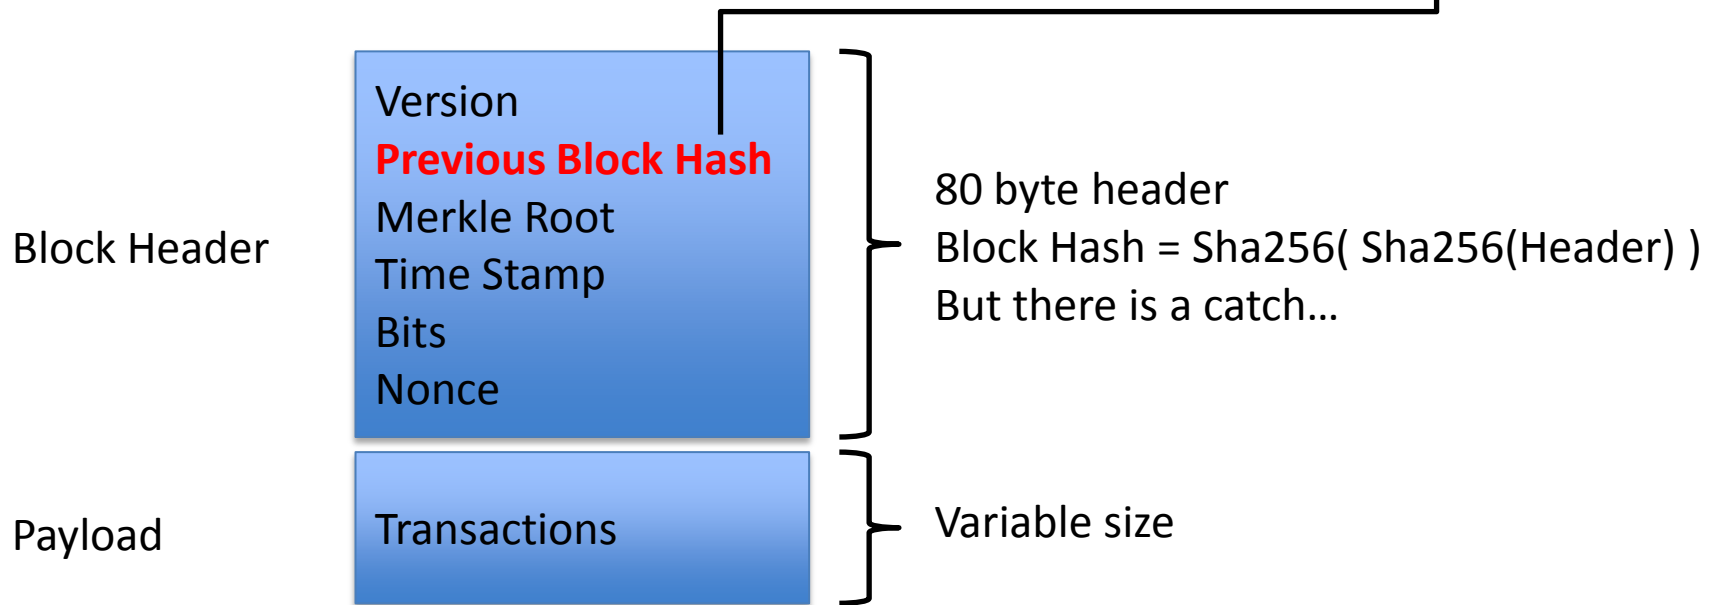 Block Header
Version
Previous Block Hash
Merkle Root
Time Stamp
Bits
Nonce
80 byte header
Block Hash = Sha256( Sha256(Header) )
But there is a catch…
Payload
Transactions
Variable size